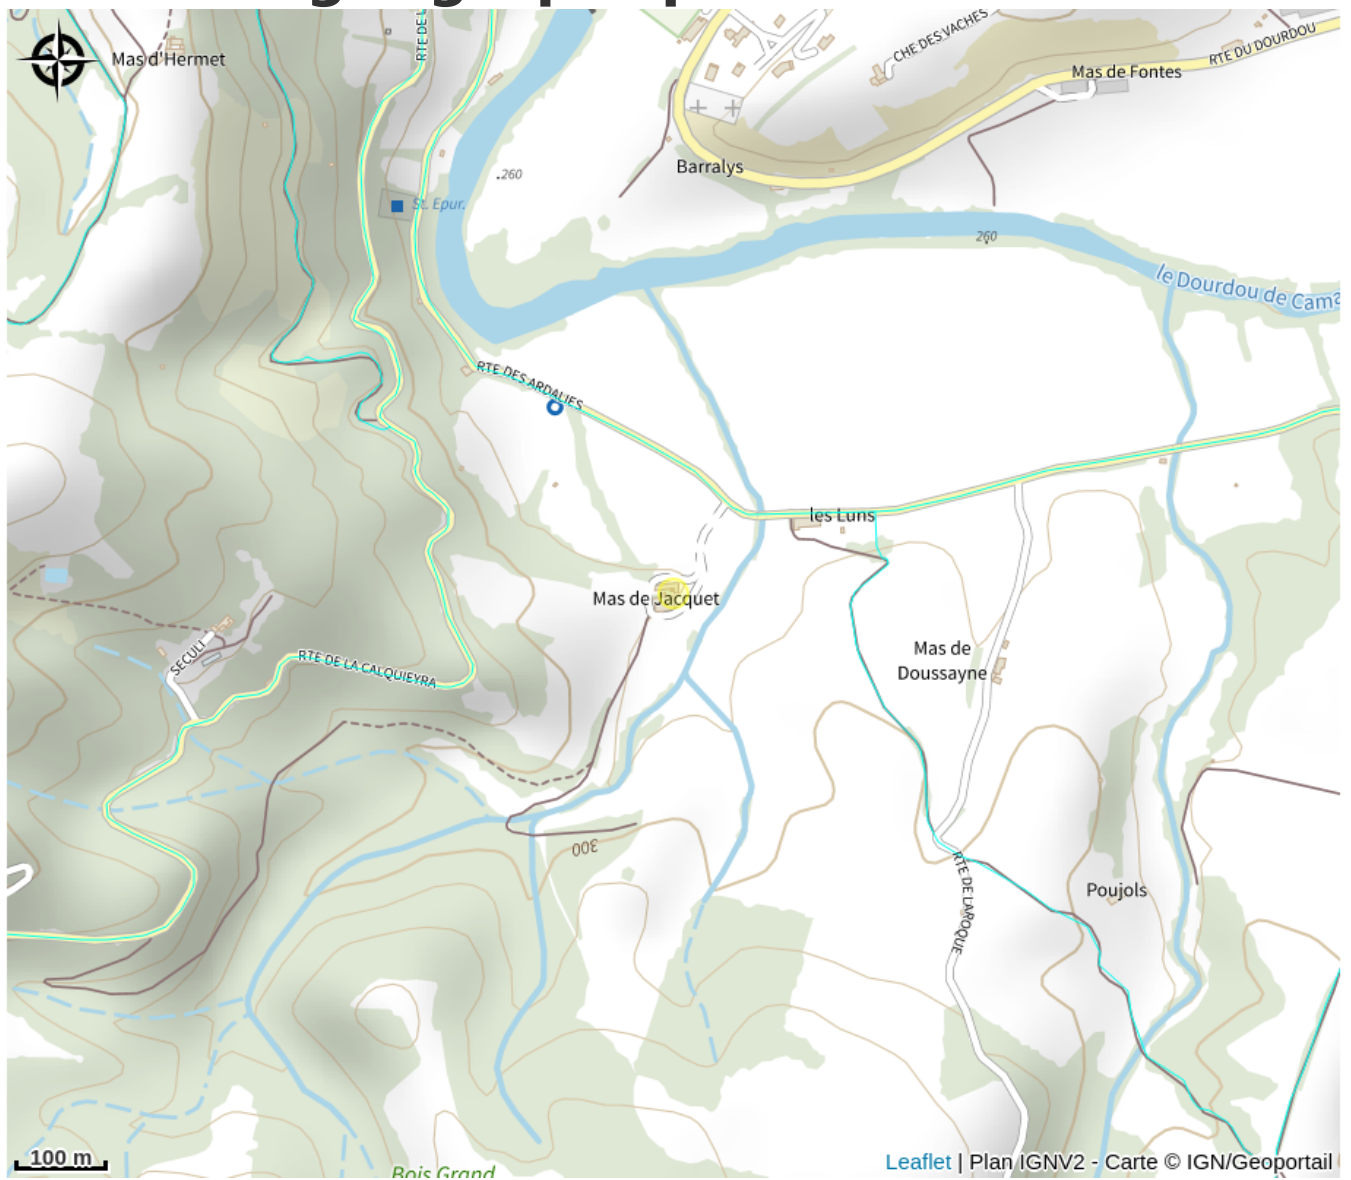 Mas d'Hermet
RTE DE L
CHE DES VACHES
RTE DU DOURDOU
Mas de Fontes
Barralys
.260
St. Epur.
260
le Dourdou de Cama
RTE DES ARDALIES
les Luns
Mas de Jacquet
Mas de
Doussayne
SECULI
RTE DE LA CALQUIEYRA
300
RTE DE LAROQUE
Poujols
100 m
Bois Grand
Leaflet | Plan IGNV2 - Carte © IGN/Geoportail